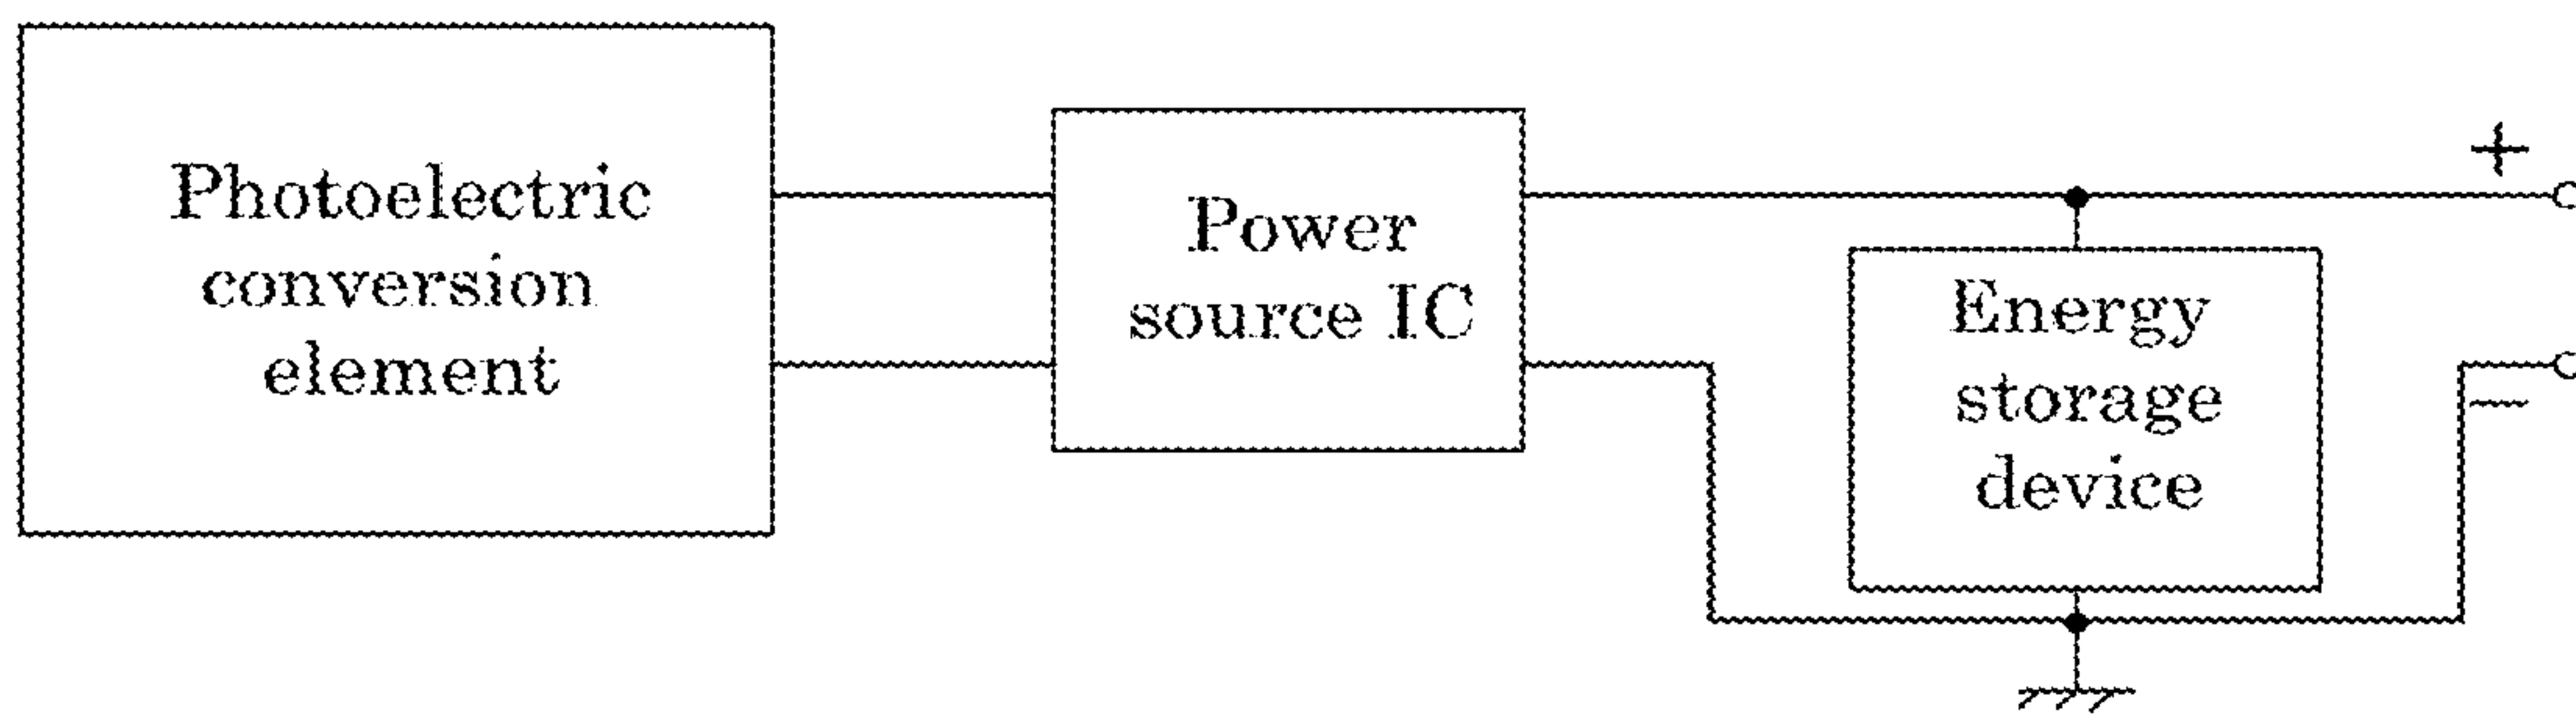 Photoelectric
conversion
element
Power
source IC
Energy
storage
device
+
−